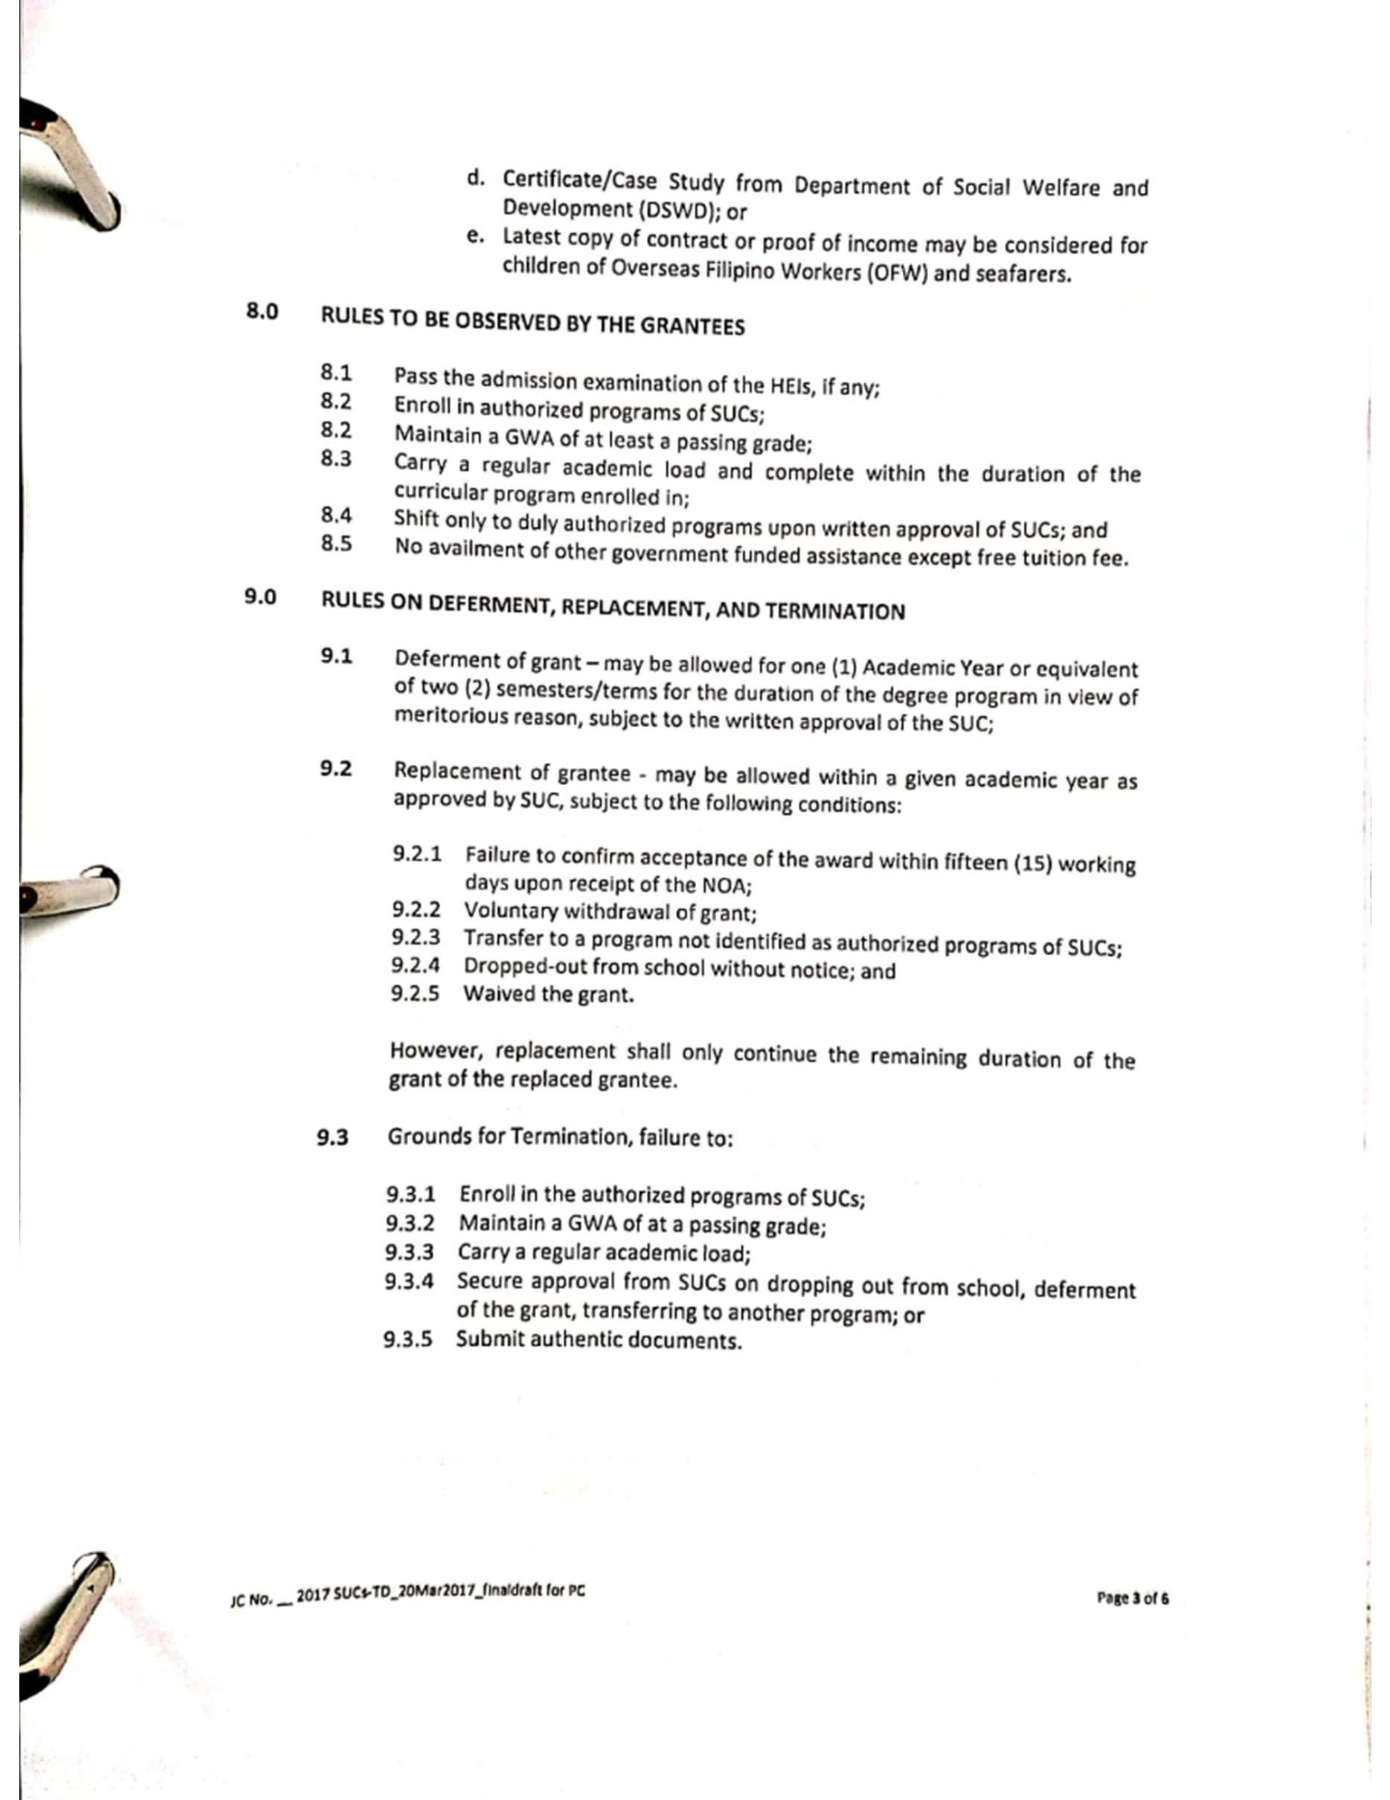 d. Certificate/Case Study from Department of Social Welfare and
Development (DSWD); or
e. Latest copy of contract or proof of income may be considered for
children of Overseas Filipino Workers (OFW) and seafarers.
8.0 RULES TO BE OBSERVED BY THE GRANTEES
8.1 Pass the admission examination of the HEIs, if any;
8.2 Enroll in authorized programs of SUCs;
8.2 Maintain a GWA of at least a passing grade;
8.3 Carry a regular academic load and complete within the duration of the
curricular program enrolled in;
8.4 Shift only to duly authorized programs upon written approval of SUCs; and
8.5 No availment of other government funded assistance except free tuition fee.
9.0 RULES ON DEFERMENT, REPLACEMENT, AND TERMINATION
9.1 Deferment of grant – may be allowed for one (1) Academic Year or equivalent
of two (2) semesters/terms for the duration of the degree program in view of
meritorious reason, subject to the written approval of the SUC;
9.2 Replacement of grantee - may be allowed within a given academic year as
approved by SUC, subject to the following conditions:
9.2.1 Failure to confirm acceptance of the award within fifteen (15) working
days upon receipt of the NOA;
9.2.2 Voluntary withdrawal of grant;
9.2.3 Transfer to a program not identified as authorized programs of SUCs;
9.2.4 Dropped-out from school without notice; and
9.2.5 Waived the grant.
However, replacement shall only continue the remaining duration of the
grant of the replaced grantee.
9.3 Grounds for Termination, failure to:
9.3.1 Enroll in the authorized programs of SUCs;
9.3.2 Maintain a GWA of at a passing grade;
9.3.3 Carry a regular academic load;
9.3.4 Secure approval from SUCs on dropping out from school, deferment
of the grant, transferring to another program; or
9.3.5 Submit authentic documents.
JC No. __ 2017 SUCs-TD_20Mar2017_finaldraft for PC
Page 3 of 6